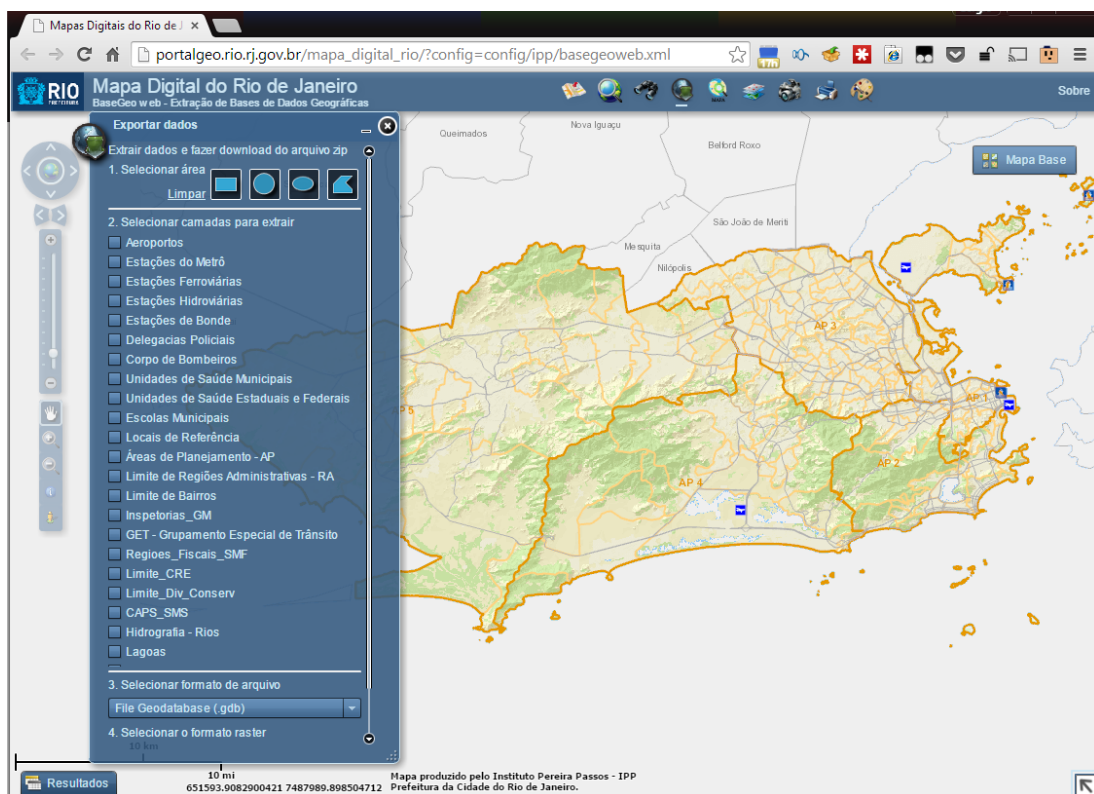 Mapas Digitais do Rio de J
portalgeo.rio.rj.gov.br/mapa_digital_rio/?config=config/ipp/basegeoweb.xml
RIO
PREFEITURA
Mapa Digital do Rio de Janeiro
BaseGeo web - Extração de Bases de Dados Geográficas
Sobre
Exportar dados
Extrair dados e fazer download do arquivo zip
1. Selecionar área
Limpar
2. Selecionar camadas para extrair
Aeroportos
Estações do Metrô
Estações Ferroviárias
Estações Hidroviárias
Estações de Bonde
Delegacias Policiais
Corpo de Bombeiros
Unidades de Saúde Municipais
Unidades de Saúde Estaduais e Federais
Escolas Municipais
Locais de Referência
Áreas de Planejamento - AP
Limite de Regiões Administrativas - RA
Limite de Bairros
Inspetorias_GM
GET - Grupamento Especial de Trânsito
Regioes_Fiscais_SMF
Limite_CRE
Limite_Div_Conserv
CAPS_SMS
Hidrografia - Rios
Lagoas
3. Selecionar formato de arquivo
File Geodatabase (.gdb)
4. Selecionar o formato raster
Mapa Base
Queimados
Nova Iguaçu
Belford Roxo
São João de Meriti
Mesquita
Nilópolis
AP 3
AP 1
AP 2
AP 4
P 5
10 km
10 mi
651593.9082900421 7487989.898504712
Mapa produzido pelo Instituto Pereira Passos - IPP
Prefeitura da Cidade do Rio de Janeiro.
Resultados